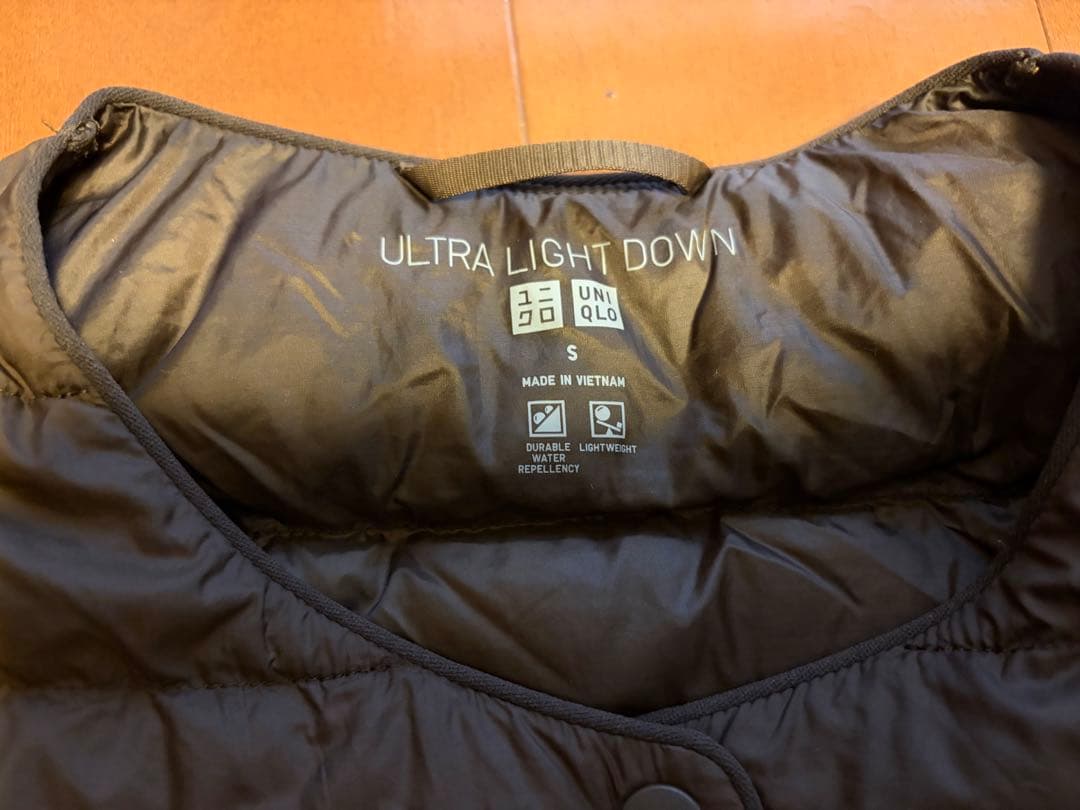 ULTRA LIGHT DOWN
ユニ UNI
クロ QLO
S
MADE IN VIETNAM
DURABLE LIGHTWEIGHT
WATER
REPELLENCY